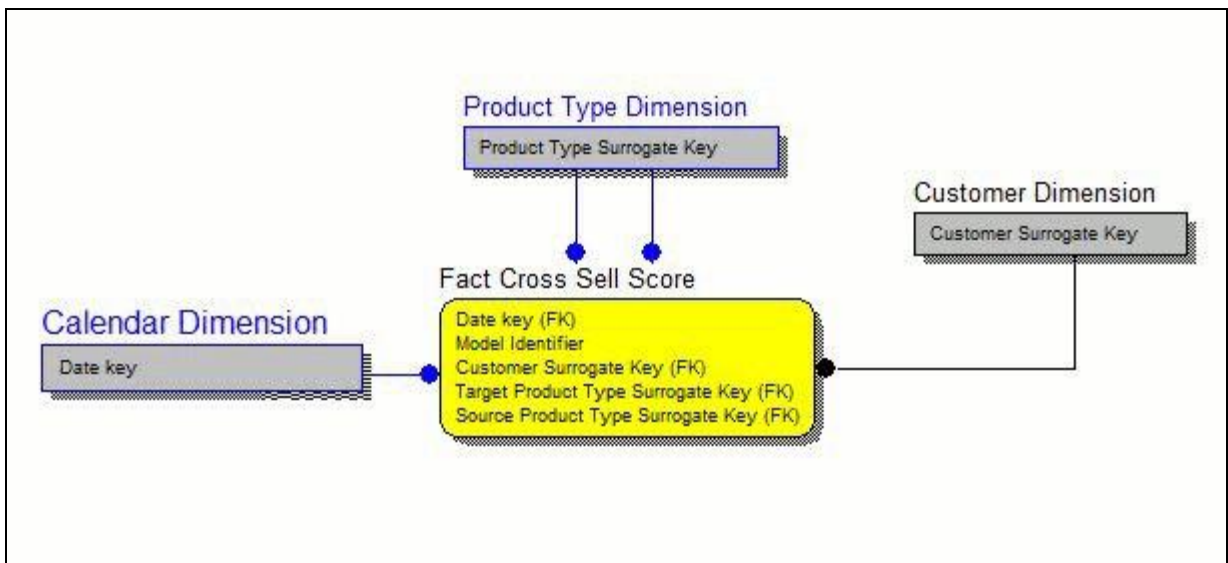 Product Type Dimension
Product Type Surrogate Key
Customer Dimension
Customer Surrogate Key
Fact Cross Sell Score
Date key (FK)
Model Identifier
Customer Surrogate Key (FK)
Target Product Type Surrogate Key (FK)
Source Product Type Surrogate Key (FK)
Calendar Dimension
Date key